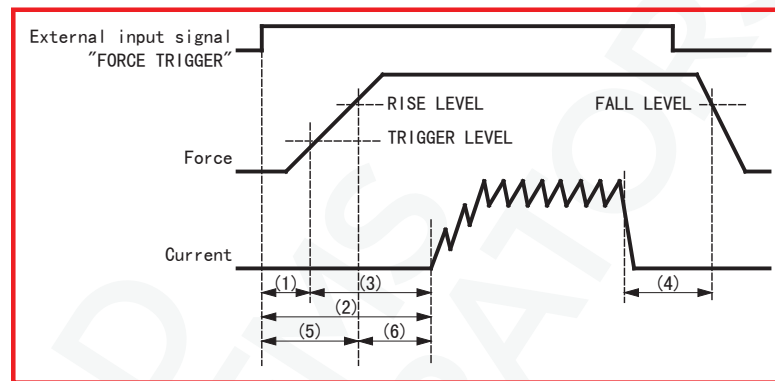 External input signal
"FORCE TRIGGER"
RISE LEVEL
FALL LEVEL
TRIGGER LEVEL
Force
Current
(1)
(3)
(4)
(2)
(5)
(6)